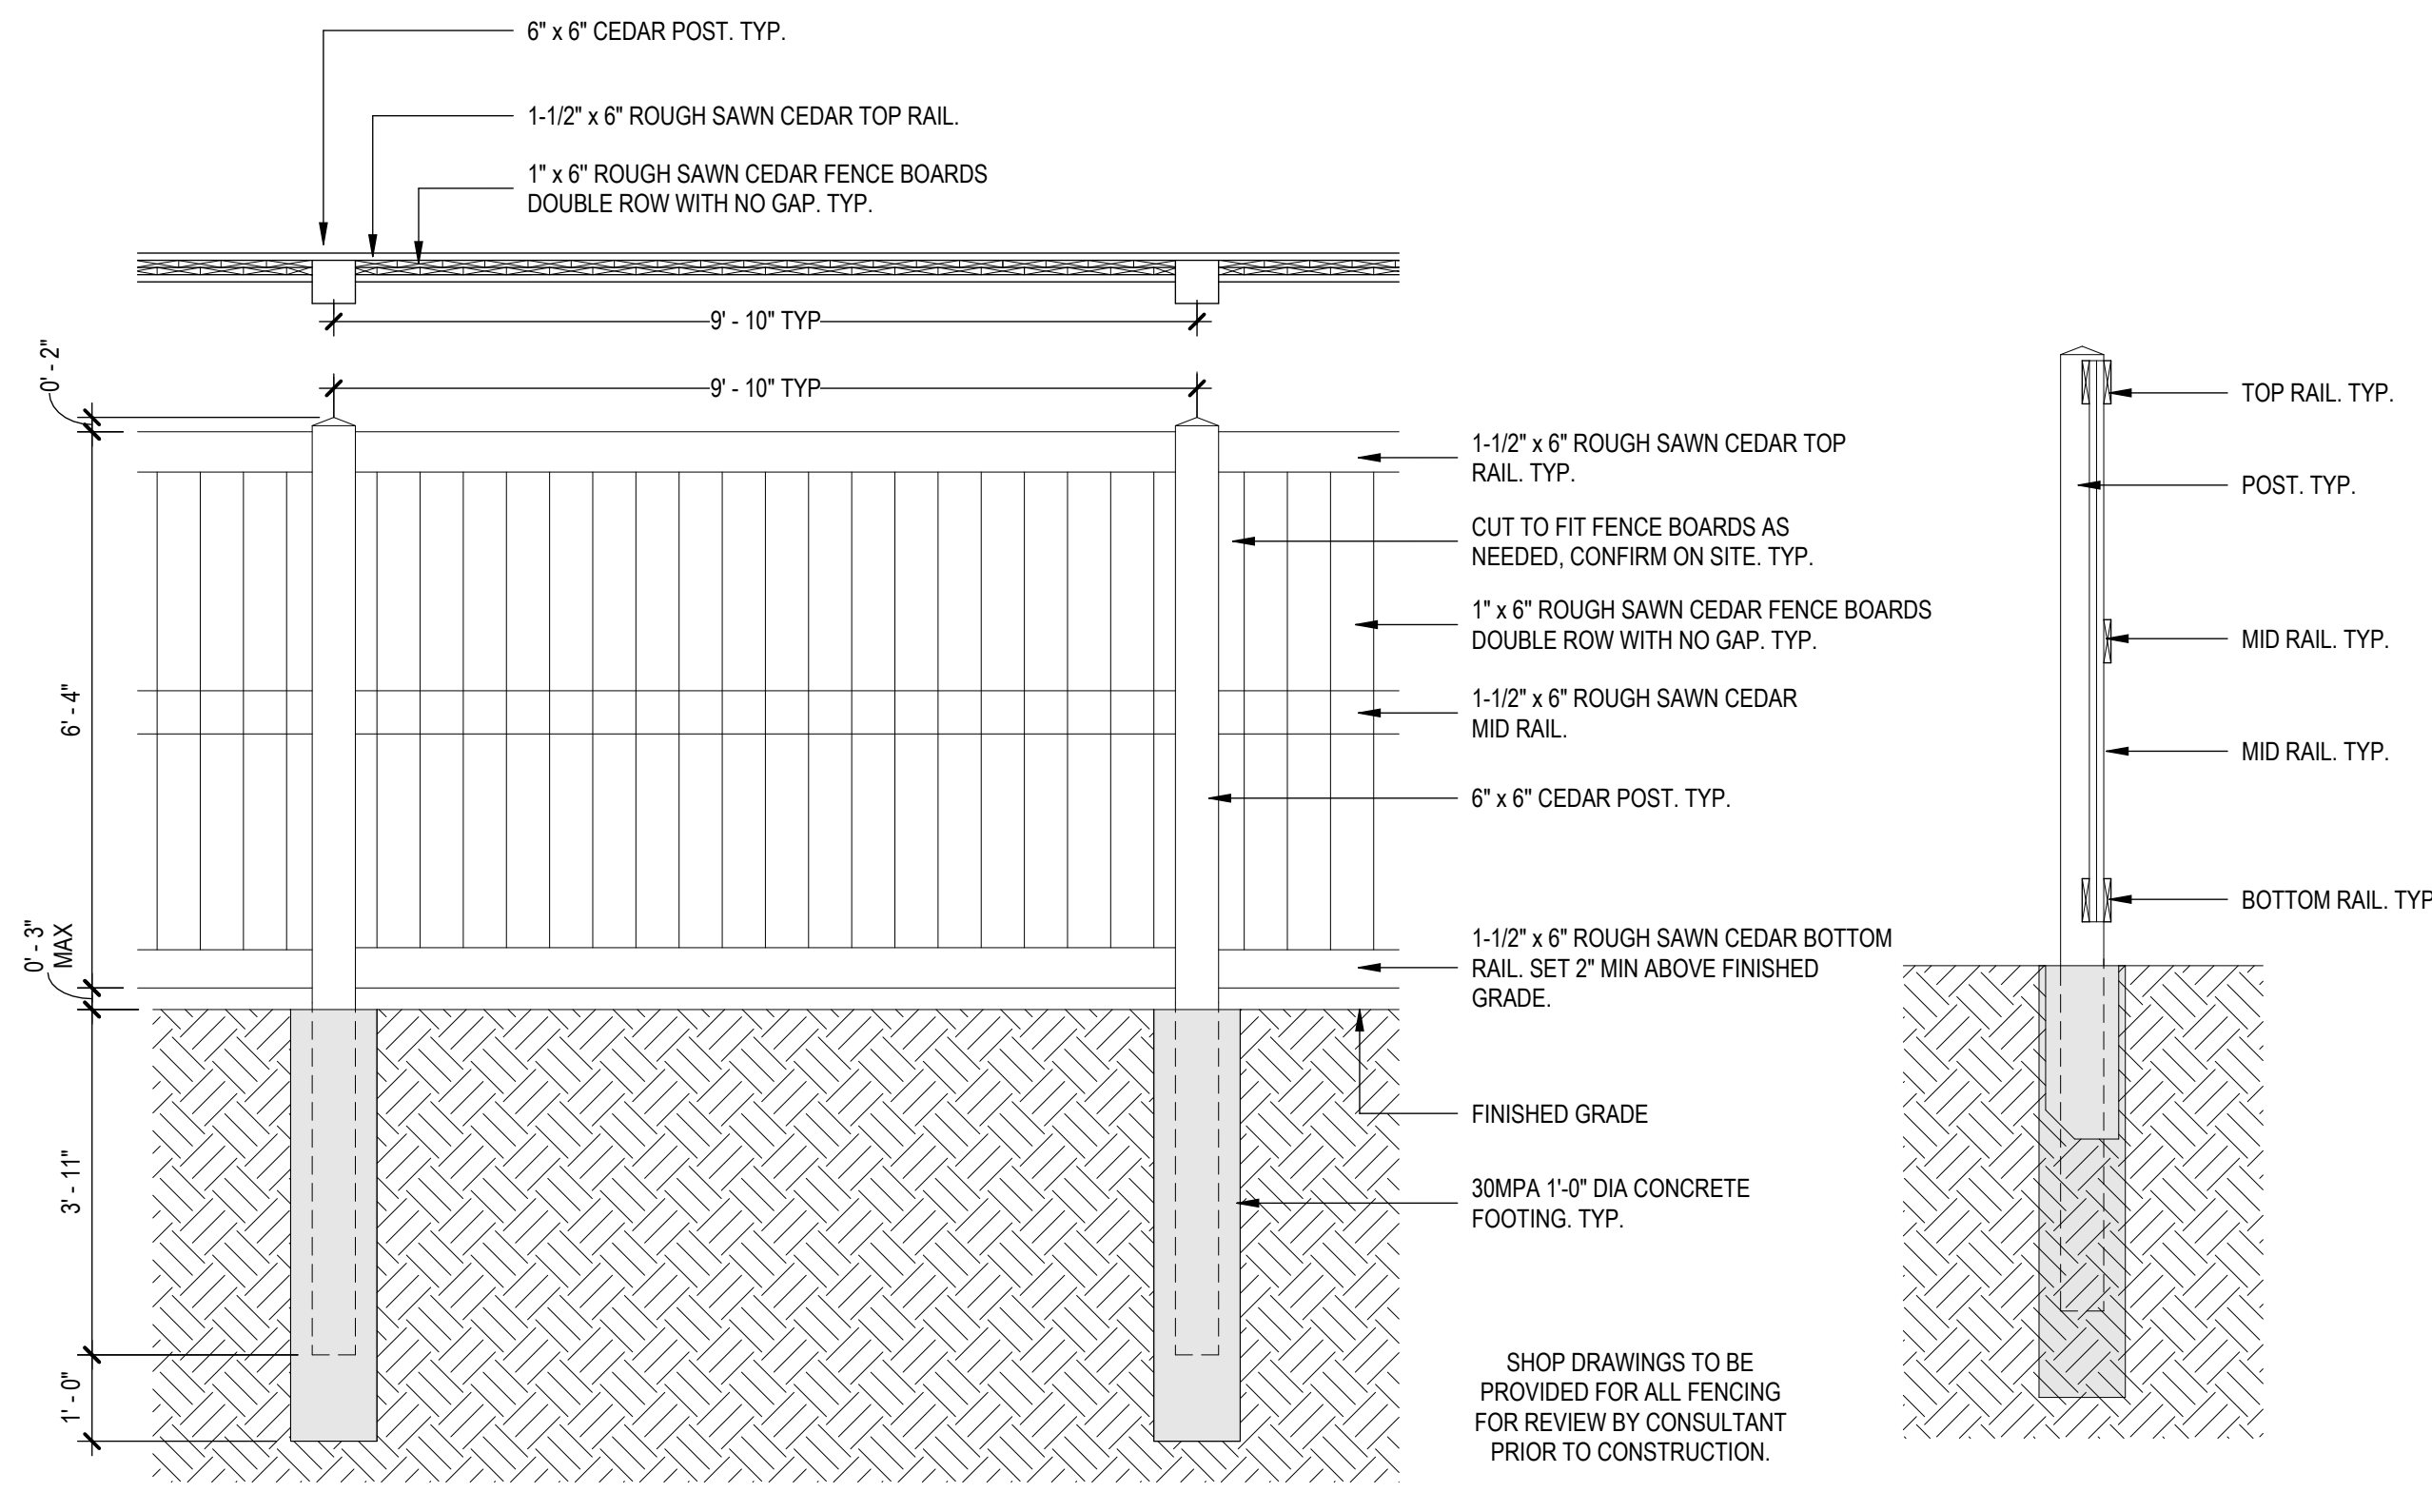 6" x 6" CEDAR POST. TYP.
1-1/2" x 6" ROUGH SAWN CEDAR TOP RAIL.
1" x 6" ROUGH SAWN CEDAR FENCE BOARDS
DOUBLE ROW WITH NO GAP. TYP.
9' - 10" TYP
9' - 10" TYP
0' - 2"
6' - 4"
0' - 3"
MAX
3' - 11"
1' - 0"
1-1/2" x 6" ROUGH SAWN CEDAR TOP
RAIL. TYP.
CUT TO FIT FENCE BOARDS AS
NEEDED, CONFIRM ON SITE. TYP.
1" x 6" ROUGH SAWN CEDAR FENCE BOARDS
DOUBLE ROW WITH NO GAP. TYP.
1-1/2" x 6" ROUGH SAWN CEDAR
MID RAIL.
6" x 6" CEDAR POST. TYP.
1-1/2" x 6" ROUGH SAWN CEDAR BOTTOM
RAIL. SET 2" MIN ABOVE FINISHED
GRADE.
FINISHED GRADE
30MPA 1'-0" DIA CONCRETE
FOOTING. TYP.
SHOP DRAWINGS TO BE
PROVIDED FOR ALL FENCING
FOR REVIEW BY CONSULTANT
PRIOR TO CONSTRUCTION.
TOP RAIL. TYP.
POST. TYP.
MID RAIL. TYP.
MID RAIL. TYP.
BOTTOM RAIL. TYP